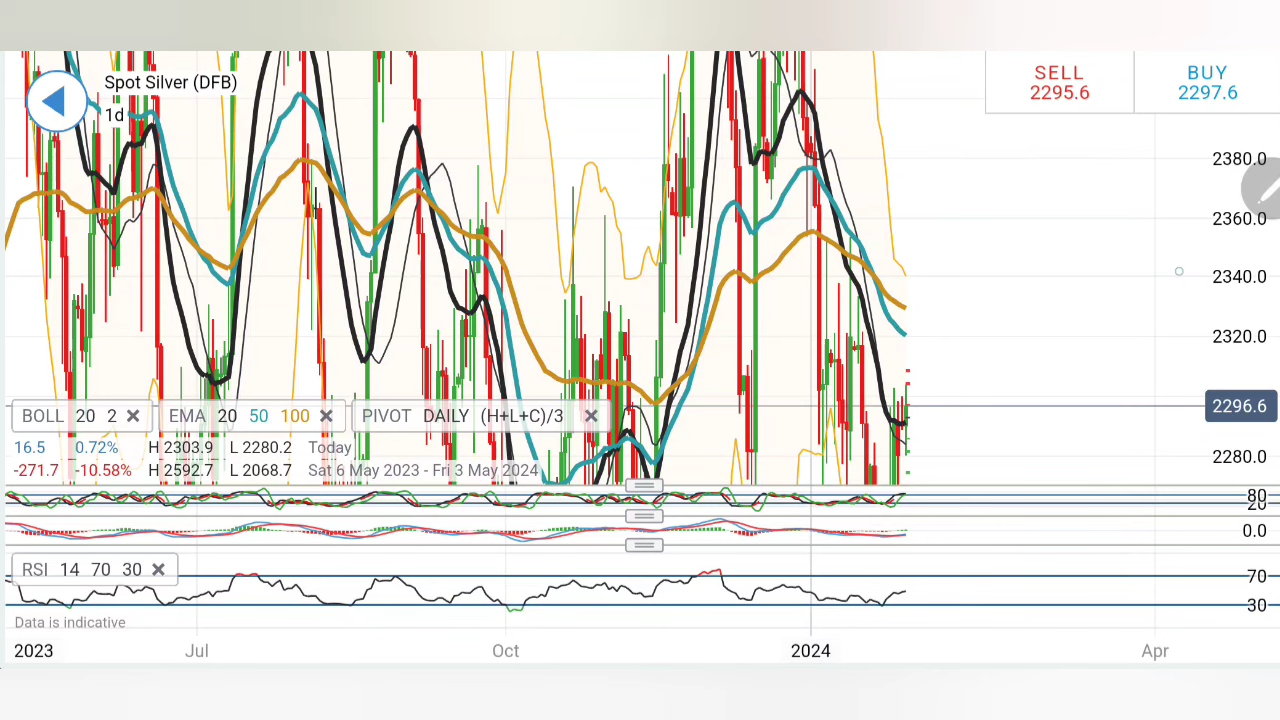 Spot Silver (DFB)
1d
SELL
2295.6
BUY
2297.6
2380.0
2360.0
2340.0
2320.0
2296.6
2280.0
BOLL 20 2
EMA 20 50 100
PIVOT DAILY (H+L+C)/3
16.5 0.72% H 2303.9 L 2280.2 Today
-271.7 -10.58% H 2592.7 L 2068.7 Sat 6 May 2023 - Fri 3 May 2024
80
20
0.0
RSI 14 70 30
70
30
Data is indicative
2023 Jul Oct 2024 Apr